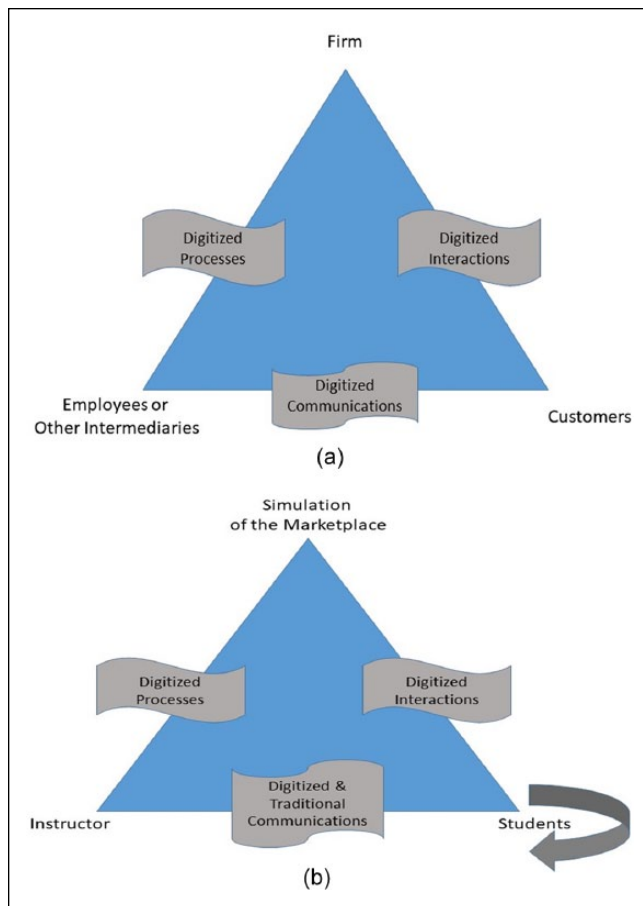 Firm
Digitized
Processes
Digitized
Interactions
Digitized
Communications
Employees or
Other Intermediaries
Customers
(a)
Simulation
of the Marketplace
Digitized
Processes
Digitized
Interactions
Digitized &
Traditional
Communications
Instructor
Students
(b)